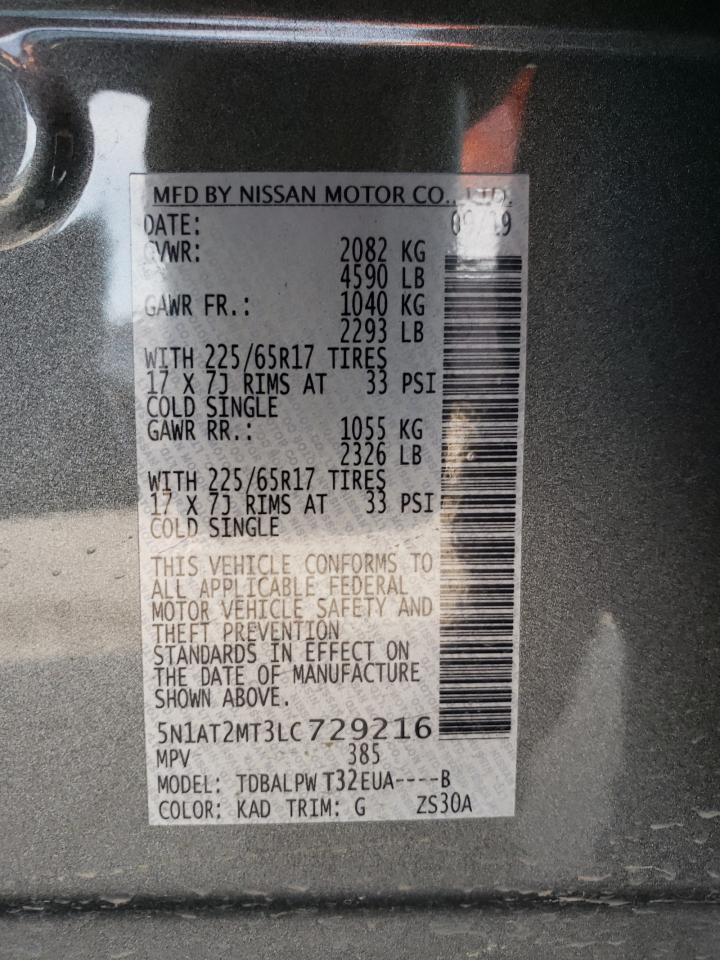 MFD BY NISSAN MOTOR CO., LTD.
DATE: 09/19
GVWR: 2082 KG
4590 LB
GAWR FR.: 1040 KG
2293 LB
WITH 225/65R17 TIRES
17 X 7J RIMS AT 33 PSI
COLD SINGLE
GAWR RR.: 1055 KG
2326 LB
WITH 225/65R17 TIRES
17 X 7J RIMS AT 33 PSI
COLD SINGLE
THIS VEHICLE CONFORMS TO
ALL APPLICABLE FEDERAL
MOTOR VEHICLE SAFETY AND
THEFT PREVENTION
STANDARDS IN EFFECT ON
THE DATE OF MANUFACTURE
SHOWN ABOVE.
5N1AT2MT3LC729216
MPV 385
MODEL: TDBALPW T32EUA----B
COLOR: KAD TRIM: G ZS30A